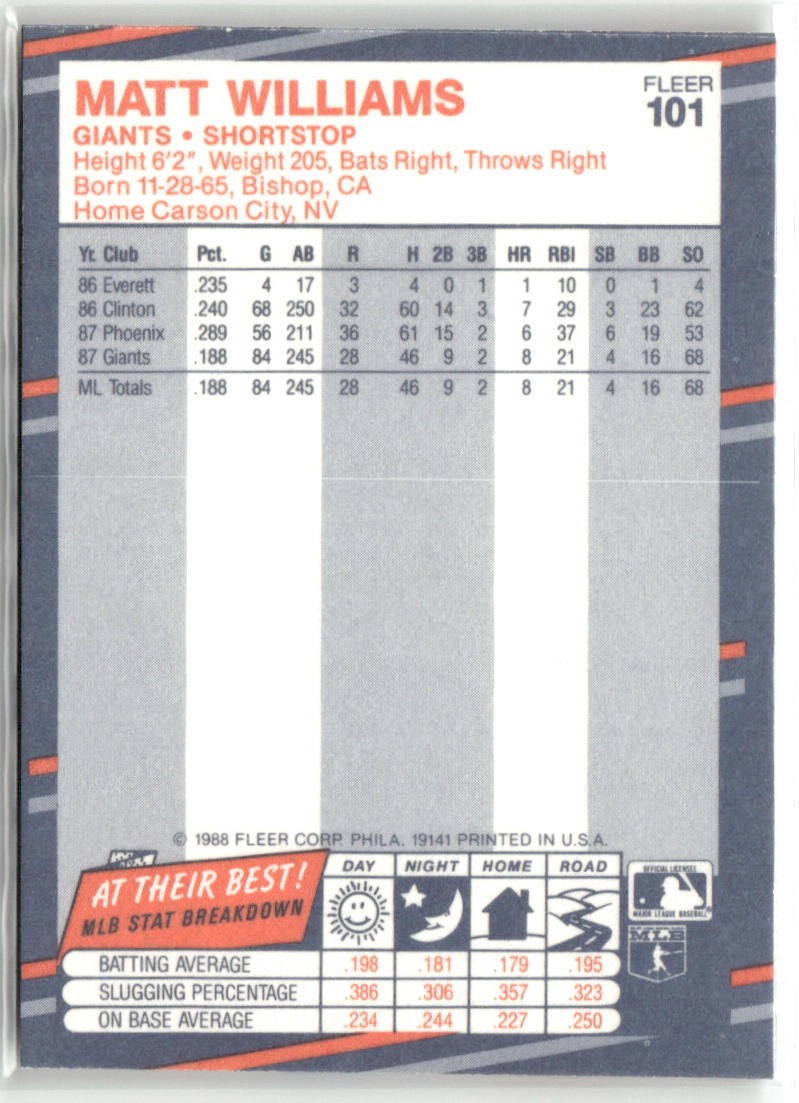 MATT WILLIAMS
FLEER
101
GIANTS • SHORTSTOP
Height 6'2", Weight 205, Bats Right, Throws Right
Born 11-28-65, Bishop, CA
Home Carson City, NV
Yr. Club Pct. G AB R H 2B 3B HR RBI SB BB SO
86 Everett .235 4 17 3 4 0 1 1 10 0 1 4
86 Clinton .240 68 250 32 60 14 3 7 29 3 23 62
87 Phoenix .289 56 211 36 61 15 2 6 37 6 19 53
87 Giants .188 84 245 28 46 9 2 8 21 4 16 68
ML Totals .188 84 245 28 46 9 2 8 21 4 16 68
© 1988 FLEER CORP. PHILA. 19141 PRINTED IN U.S.A.
AT THEIR BEST!
MLB STAT BREAKDOWN
DAY NIGHT HOME ROAD
BATTING AVERAGE .198 .181 .179 .195
SLUGGING PERCENTAGE .386 .306 .357 .323
ON BASE AVERAGE .234 .244 .227 .250
OFFICIAL LICENSEE
MAJOR LEAGUE BASEBALL®
MLB